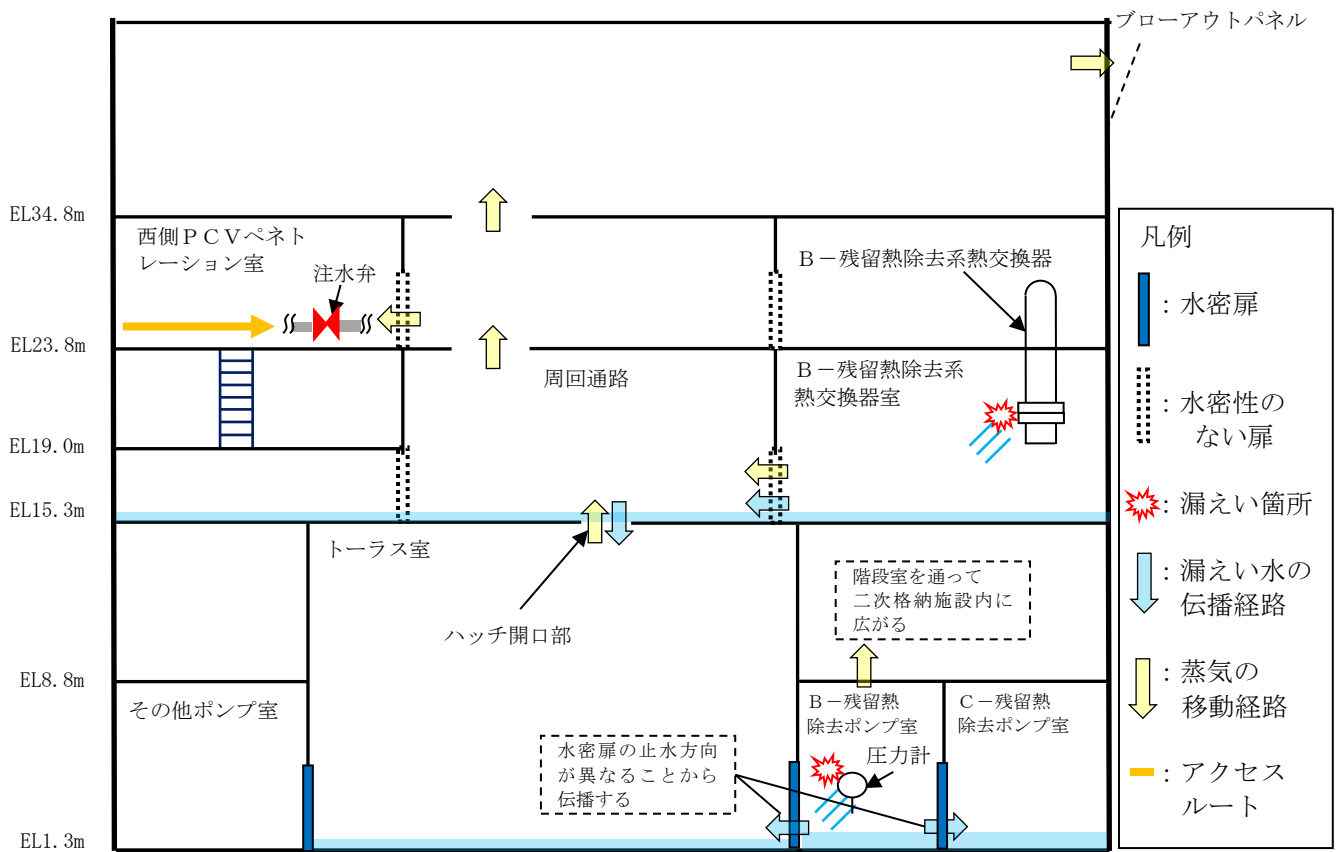 ブローアウトパネル
EL34.8m
西側ＰＣＶペネト
レーション室
注水弁
Ｂ－残留熱除去系熱交換器
EL23.8m
周回通路
Ｂ－残留熱除去系
熱交換器室
EL19.0m
EL15.3m
トーラス室
ハッチ開口部
階段室を通って
二次格納施設内に
広がる
EL8.8m
その他ポンプ室
Ｂ－残留熱
除去ポンプ室
Ｃ－残留熱
除去ポンプ室
圧力計
水密扉の止水方向
が異なることから
伝播する
EL1.3m
凡例
：水密扉
：水密性の
ない扉
：漏えい箇所
：漏えい水の
伝播経路
：蒸気の
移動経路
：アクセス
ルート